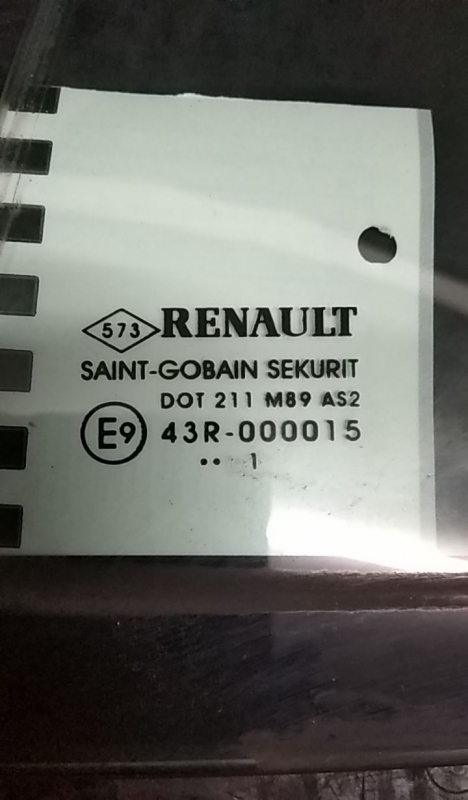 573 RENAULT
SAINT-GOBAIN SEKURIT
DOT 211 M89 AS2
E9 43R-000015
•• 1